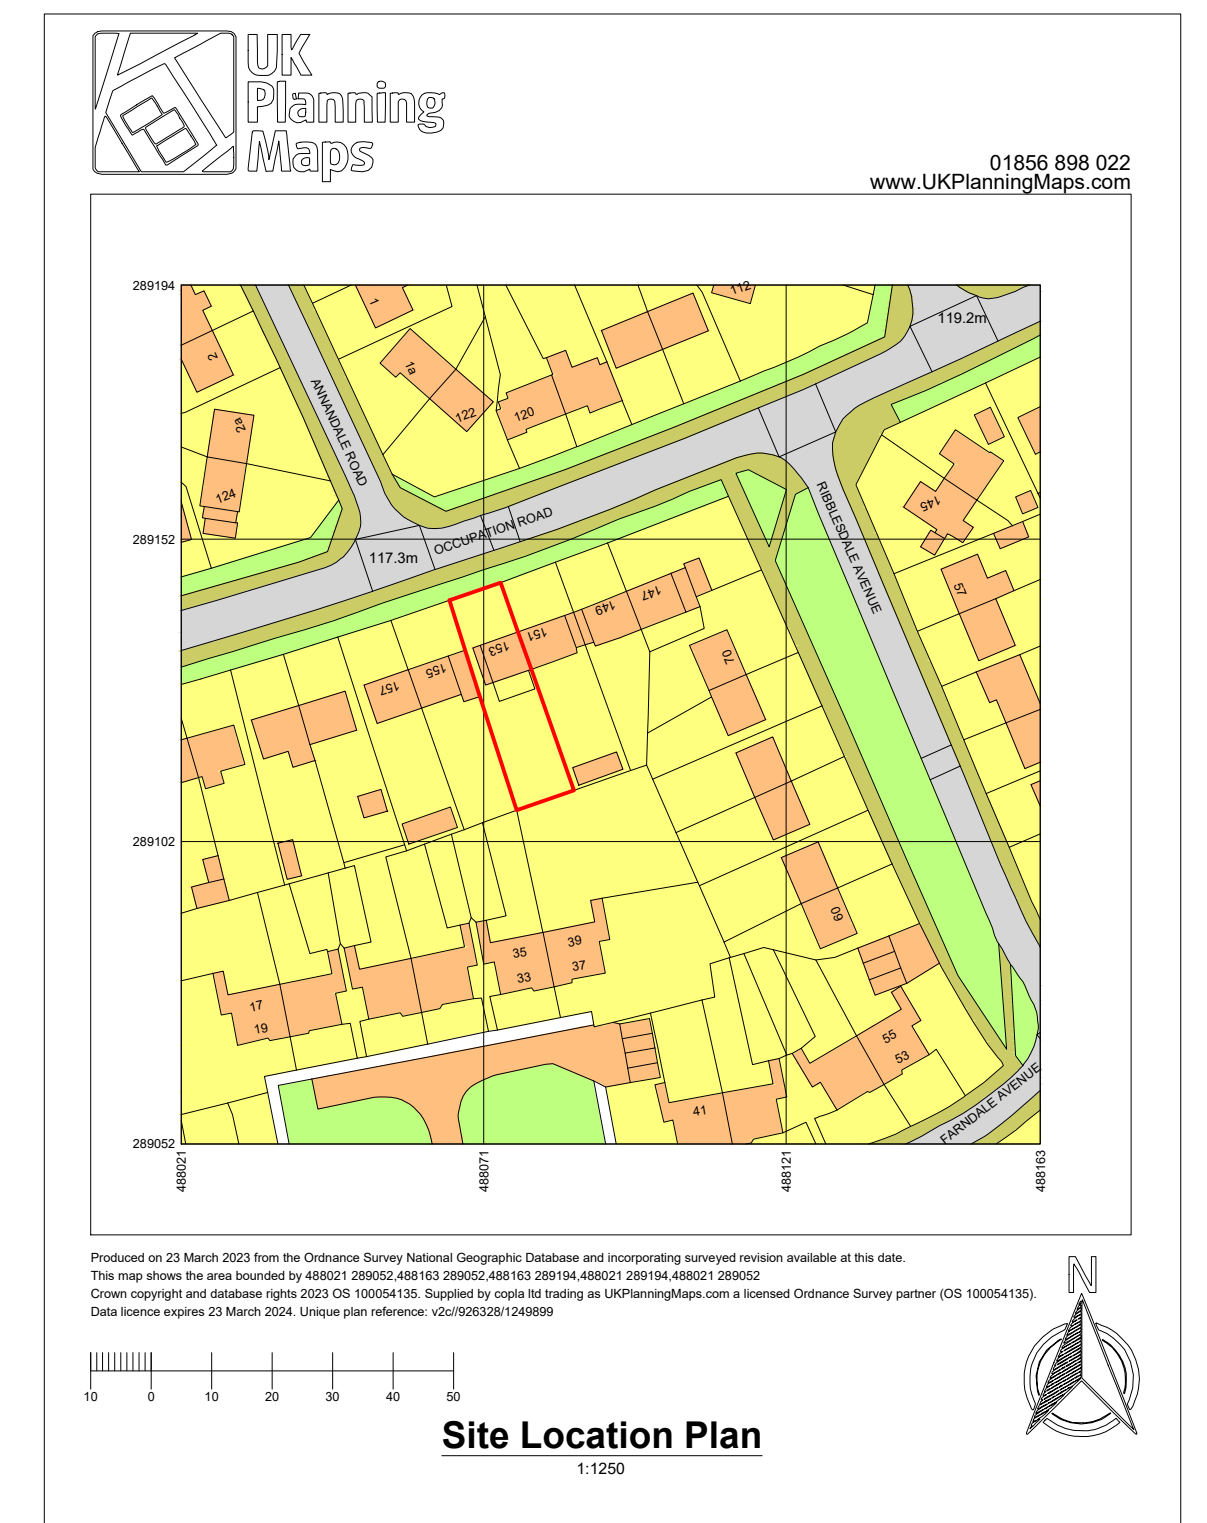 UK
Planning
Maps
01856 898 022
www.UKPlanningMaps.com
289194
289152
289102
289052
488021
488071
488121
488163
112
119.2m
1
2
1a
122
120
2a
124
ANNANDALE ROAD
OCCUPATION ROAD
117.3m
RIBBLESDALE AVENUE
145
57
147
149
151
153
155
157
70
60
35
39
33
37
17
19
55
53
41
FARNDALE AVENUE
Produced on 23 March 2023 from the Ordnance Survey National Geographic Database and incorporating surveyed revision available at this date.
This map shows the area bounded by 488021 289052,488163 289052,488163 289194,488021 289194,488021 289052
Crown copyright and database rights 2023 OS 100054135. Supplied by copla ltd trading as UKPlanningMaps.com a licensed Ordnance Survey partner (OS 100054135).
Data licence expires 23 March 2024. Unique plan reference: v2c//926328/1249899
N
10 0 10 20 30 40 50
Site Location Plan
1:1250